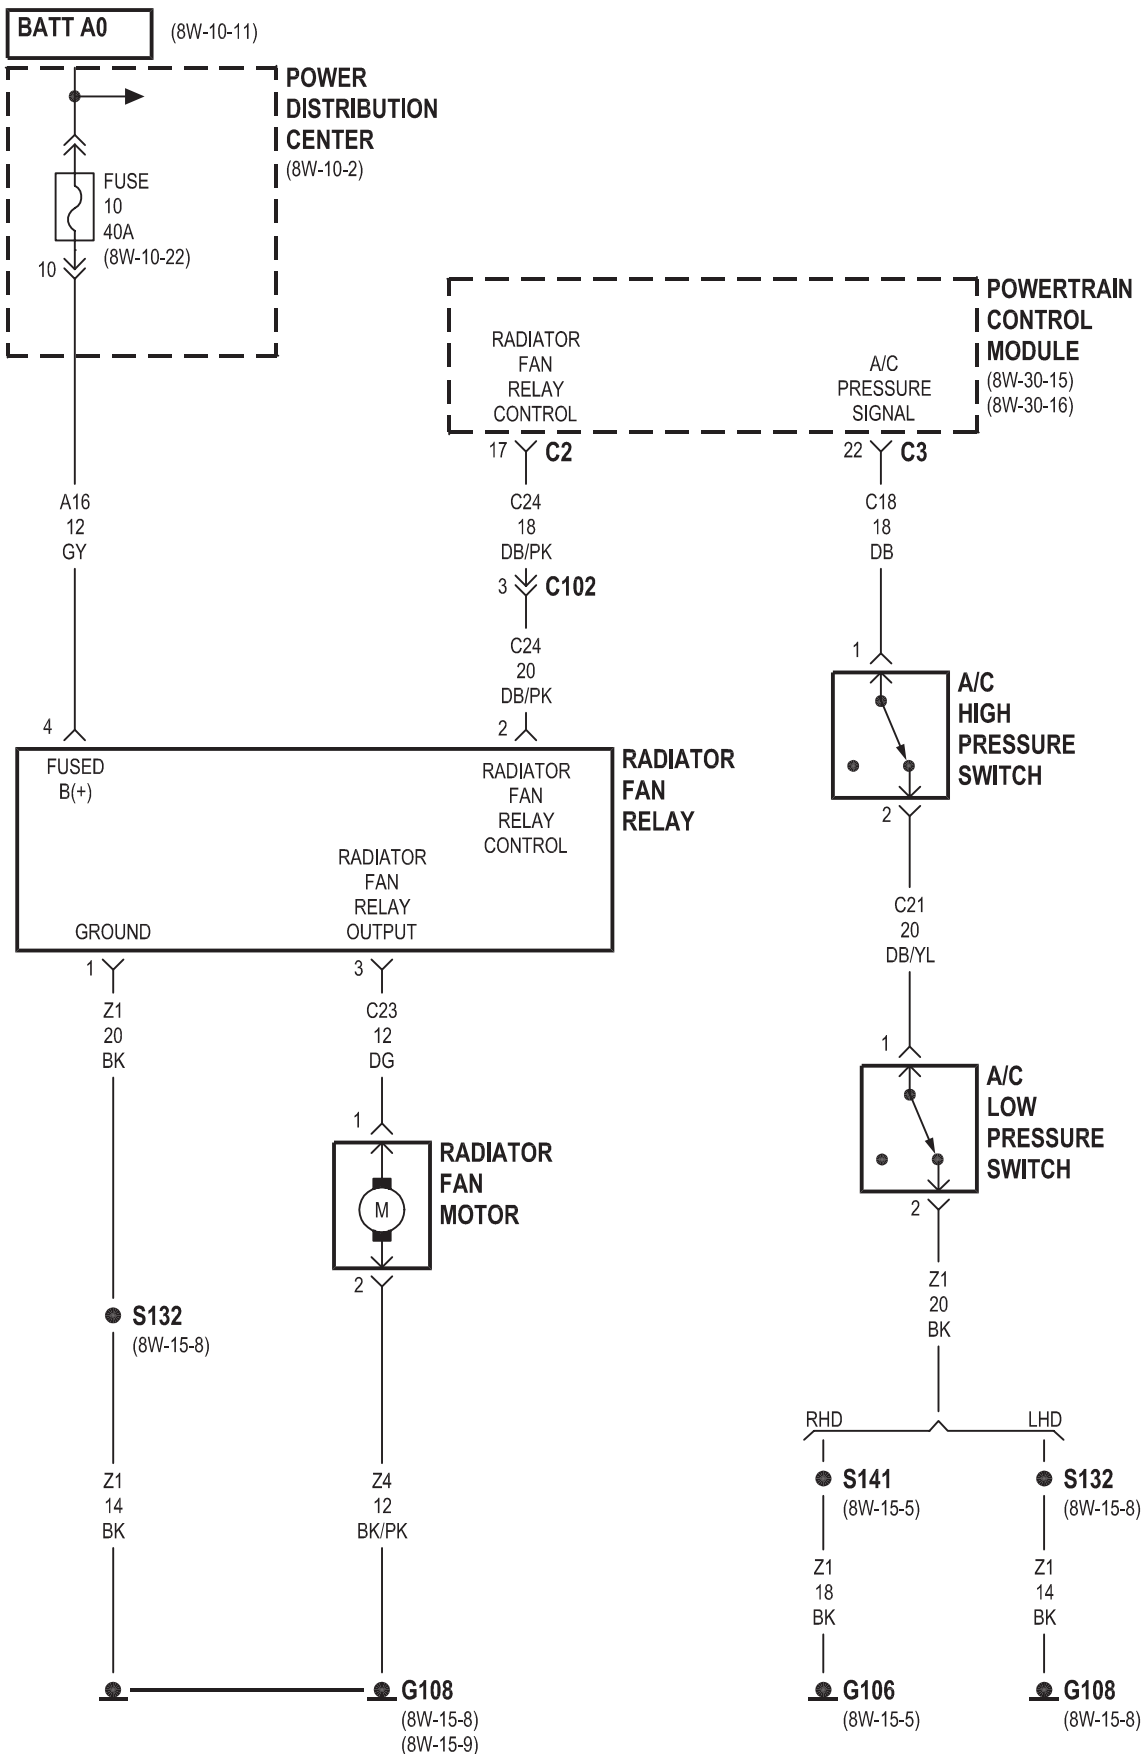 BATT A0
(8W-10-11)
POWER
DISTRIBUTION
CENTER
(8W-10-2)
FUSE
10
40A
(8W-10-22)
10
POWERTRAIN
CONTROL
MODULE
(8W-30-15)
(8W-30-16)
RADIATOR
FAN
RELAY
CONTROL
A/C
PRESSURE
SIGNAL
17
C2
22
C3
A16
12
GY
C24
18
DB/PK
C18
18
DB
3
C102
C24
20
DB/PK
1
A/C
HIGH
PRESSURE
SWITCH
2
4
2
FUSED
B(+)
RADIATOR
FAN
RELAY
CONTROL
RADIATOR
FAN
RELAY
RADIATOR
FAN
RELAY
OUTPUT
GROUND
C21
20
DB/YL
1
3
Z1
20
BK
C23
12
DG
1
A/C
LOW
PRESSURE
SWITCH
2
1
RADIATOR
FAN
MOTOR
M
2
Z1
20
BK
S132
(8W-15-8)
RHD
LHD
S141
(8W-15-5)
S132
(8W-15-8)
Z1
14
BK
Z4
12
BK/PK
Z1
18
BK
Z1
14
BK
G108
(8W-15-8)
(8W-15-9)
G106
(8W-15-5)
G108
(8W-15-8)